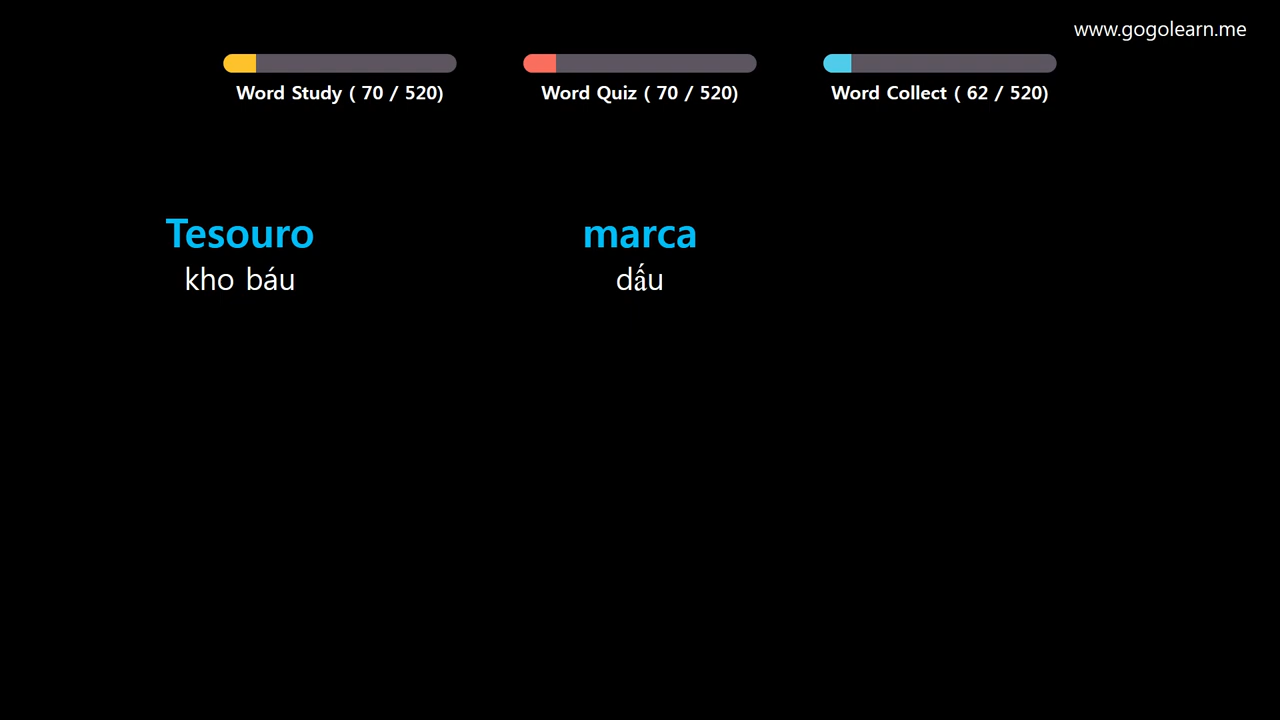 www.gogolearn.me
Word Study ( 70 / 520)
Word Quiz ( 70 / 520)
Word Collect ( 62 / 520)
Tesouro
kho báu
marca
dấu